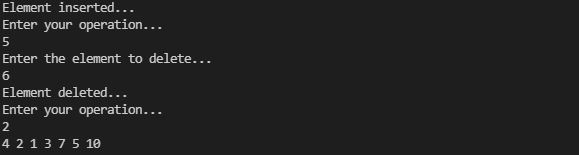 Element inserted...
Enter your operation...
5
Enter the element to delete...
6
Element deleted...
Enter your operation...
2
4 2 1 3 7 5 10